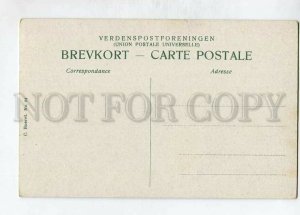 VERDENSPOSTFORENINGEN
(UNION POSTALE UNIVERSELLE)
BREVKORT — CARTE POSTALE
Correspondance
Adresse
NOT FOR COPY